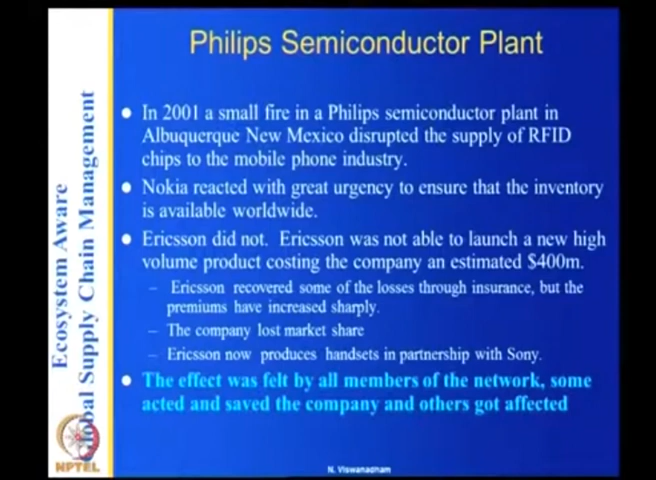 Philips Semiconductor Plant
Ecosystem Aware
Global Supply Chain Management
• In 2001 a small fire in a Philips semiconductor plant in
Albuquerque New Mexico disrupted the supply of RFID
chips to the mobile phone industry.
• Nokia reacted with great urgency to ensure that the inventory
is available worldwide.
• Ericsson did not. Ericsson was not able to launch a new high
volume product costing the company an estimated $400m.
– Ericsson recovered some of the losses through insurance, but the
premiums have increased sharply.
– The company lost market share
– Ericsson now produces handsets in partnership with Sony.
• The effect was felt by all members of the network, some
acted and saved the company and others got affected
NPTEL
N. Viswanadham